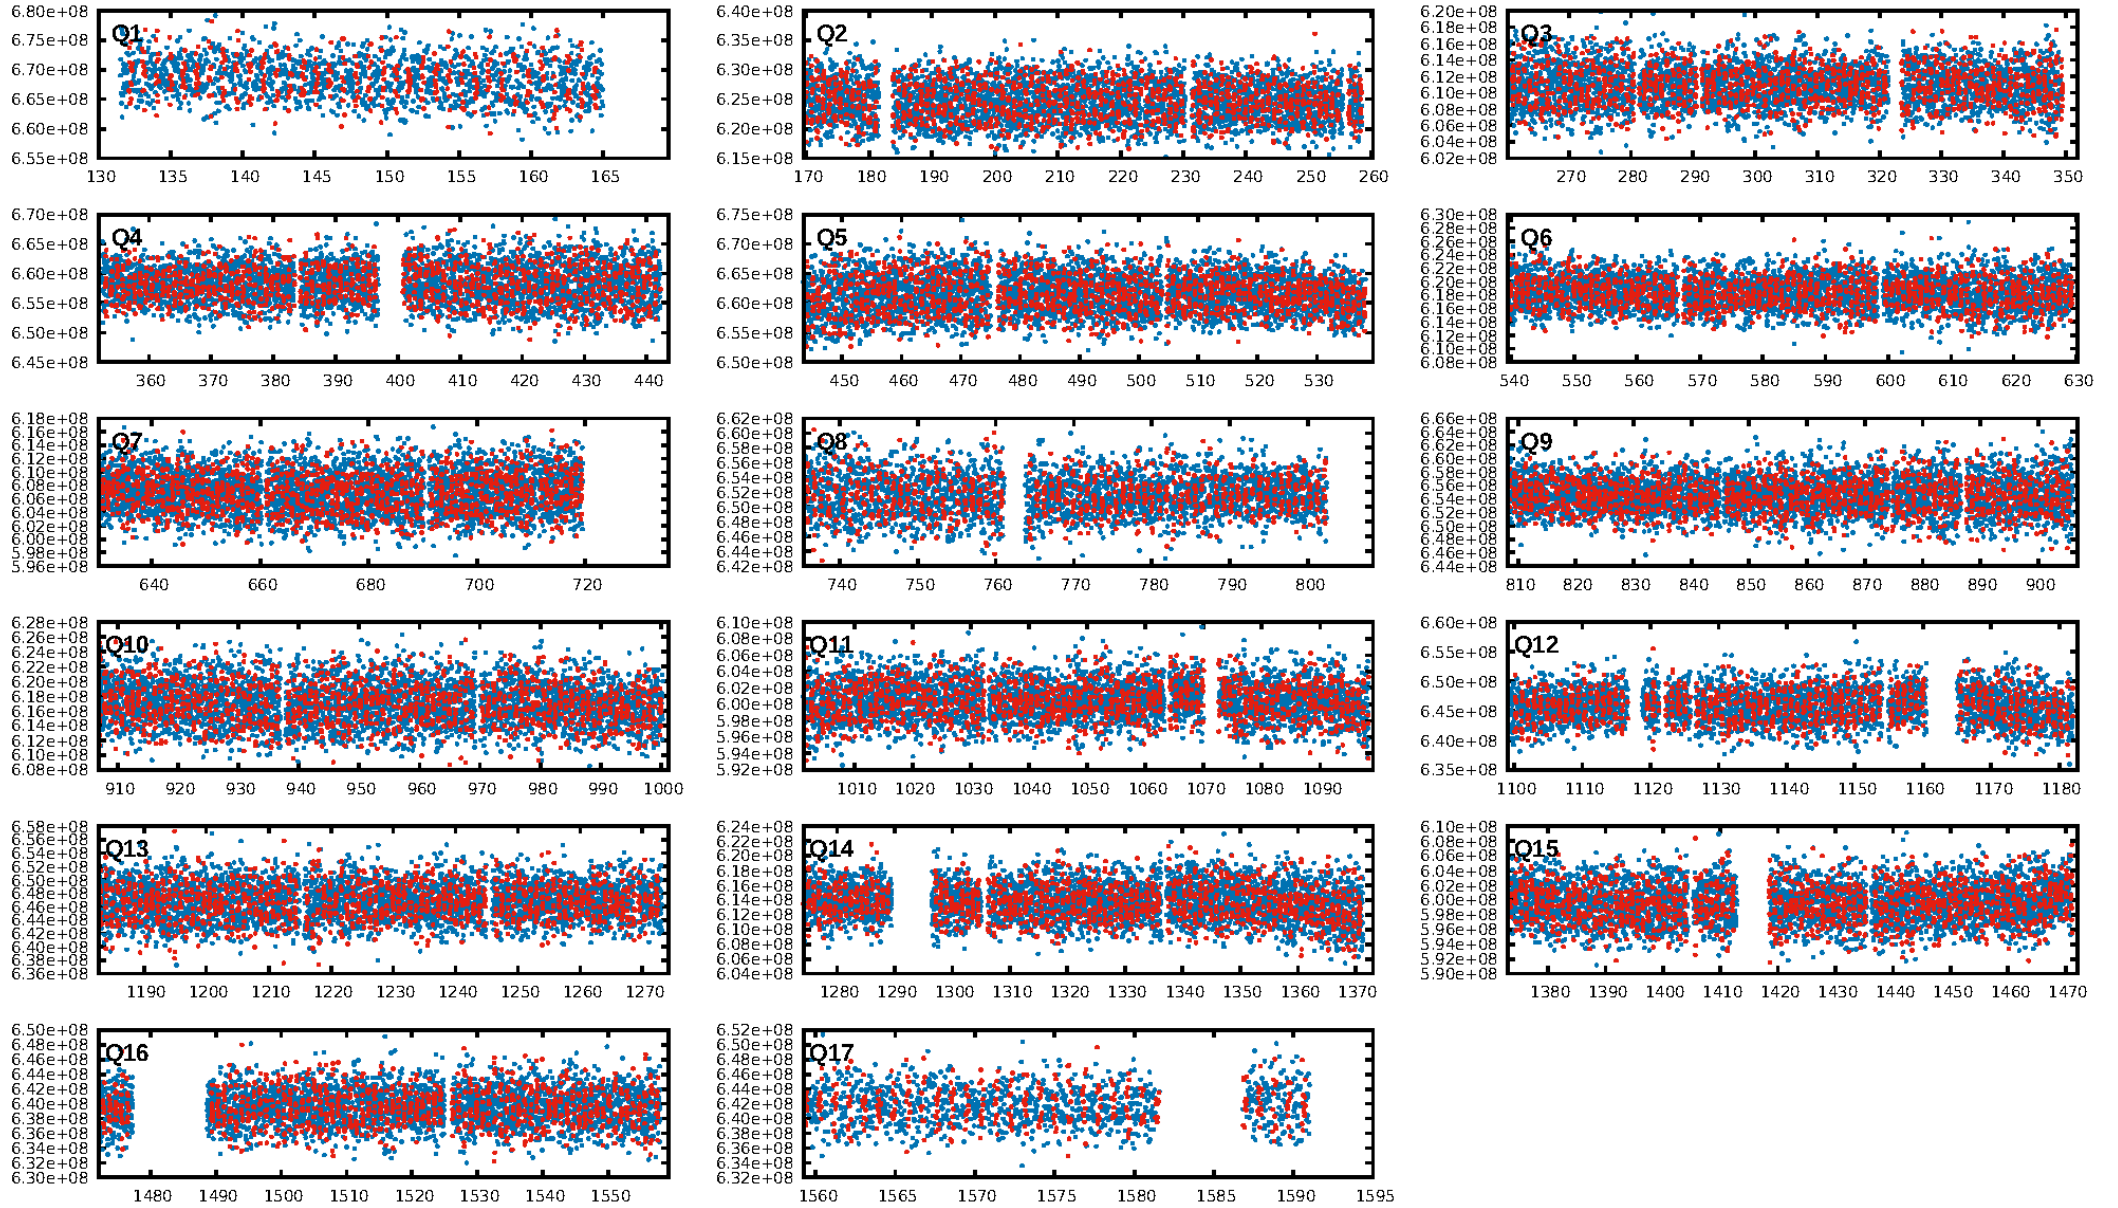 6.80e+08
6.75e+08
6.70e+08
6.65e+08
6.60e+08
6.55e+08
Q1
130 135 140 145 150 155 160 165
6.40e+08
6.35e+08
6.30e+08
6.25e+08
6.20e+08
6.15e+08
Q2
170 180 190 200 210 220 230 240 250 260
6.20e+08
6.18e+08
6.16e+08
6.14e+08
6.12e+08
6.10e+08
6.08e+08
6.06e+08
6.04e+08
6.02e+08
Q3
270 280 290 300 310 320 330 340 350
6.70e+08
6.65e+08
6.60e+08
6.55e+08
6.50e+08
6.45e+08
Q4
360 370 380 390 400 410 420 430 440
6.75e+08
6.70e+08
6.65e+08
6.60e+08
6.55e+08
6.50e+08
Q5
450 460 470 480 490 500 510 520 530
6.30e+08
6.28e+08
6.26e+08
6.24e+08
6.22e+08
6.20e+08
6.18e+08
6.16e+08
6.14e+08
6.12e+08
6.10e+08
6.08e+08
Q6
540 550 560 570 580 590 600 610 620 630
6.18e+08
6.16e+08
6.14e+08
6.12e+08
6.10e+08
6.08e+08
6.06e+08
6.04e+08
6.02e+08
6.00e+08
5.98e+08
5.96e+08
Q7
640 660 680 700 720
6.62e+08
6.60e+08
6.58e+08
6.56e+08
6.54e+08
6.52e+08
6.50e+08
6.48e+08
6.46e+08
6.44e+08
6.42e+08
Q8
740 750 760 770 780 790 800
6.66e+08
6.64e+08
6.62e+08
6.60e+08
6.58e+08
6.56e+08
6.54e+08
6.52e+08
6.50e+08
6.48e+08
6.46e+08
6.44e+08
Q9
810 820 830 840 850 860 870 880 890 900
6.28e+08
6.26e+08
6.24e+08
6.22e+08
6.20e+08
6.18e+08
6.16e+08
6.14e+08
6.12e+08
6.10e+08
6.08e+08
Q10
910 920 930 940 950 960 970 980 990 1000
6.10e+08
6.08e+08
6.06e+08
6.04e+08
6.02e+08
6.00e+08
5.98e+08
5.96e+08
5.94e+08
5.92e+08
Q11
1010 1020 1030 1040 1050 1060 1070 1080 1090
6.60e+08
6.55e+08
6.50e+08
6.45e+08
6.40e+08
6.35e+08
Q12
1100 1110 1120 1130 1140 1150 1160 1170 1180
6.58e+08
6.56e+08
6.54e+08
6.52e+08
6.50e+08
6.48e+08
6.46e+08
6.44e+08
6.42e+08
6.40e+08
6.38e+08
6.36e+08
Q13
1190 1200 1210 1220 1230 1240 1250 1260 1270
6.24e+08
6.22e+08
6.20e+08
6.18e+08
6.16e+08
6.14e+08
6.12e+08
6.10e+08
6.08e+08
6.06e+08
6.04e+08
Q14
1280 1290 1300 1310 1320 1330 1340 1350 1360 1370
6.10e+08
6.08e+08
6.06e+08
6.04e+08
6.02e+08
6.00e+08
5.98e+08
5.96e+08
5.94e+08
5.92e+08
5.90e+08
Q15
1380 1390 1400 1410 1420 1430 1440 1450 1460 1470
6.50e+08
6.48e+08
6.46e+08
6.44e+08
6.42e+08
6.40e+08
6.38e+08
6.36e+08
6.34e+08
6.32e+08
6.30e+08
Q16
1480 1490 1500 1510 1520 1530 1540 1550
6.52e+08
6.50e+08
6.48e+08
6.46e+08
6.44e+08
6.42e+08
6.40e+08
6.38e+08
6.36e+08
6.34e+08
6.32e+08
Q17
1560 1565 1570 1575 1580 1585 1590 1595